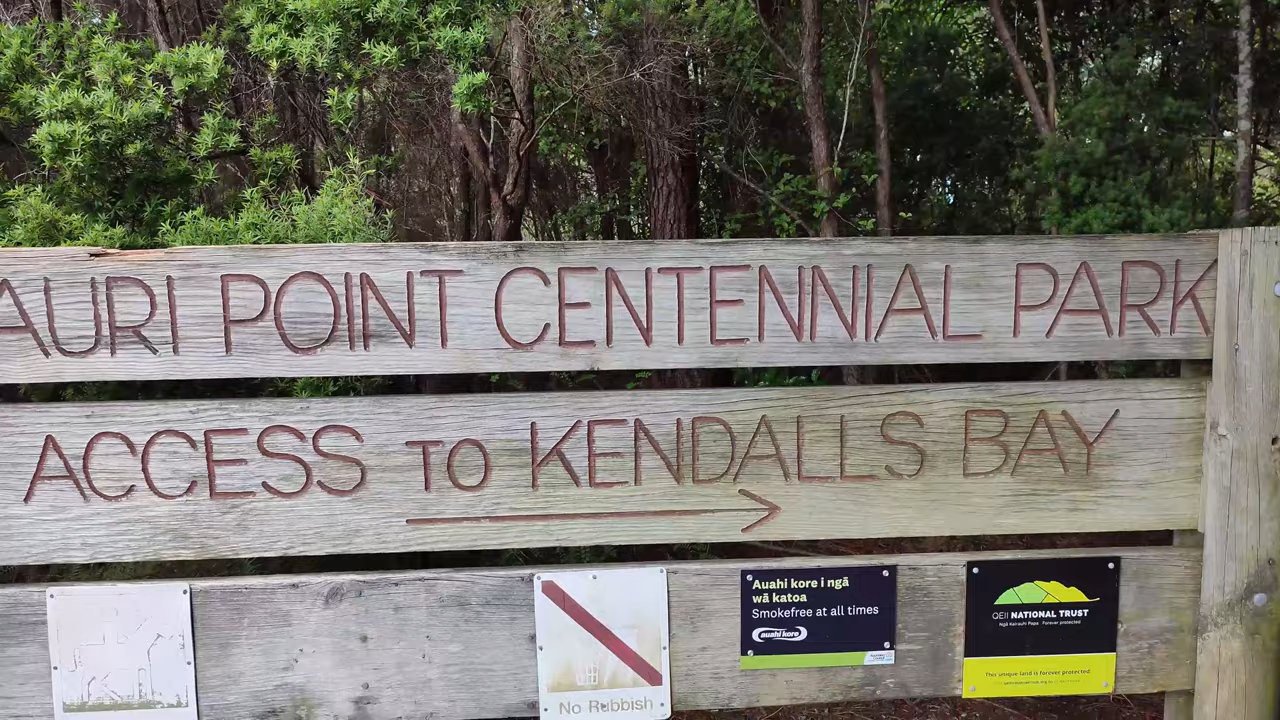 AURI POINT CENTENNIAL PARK
ACCESS TO KENDALLS BAY
No Rubbish
Auahi kore i ngā
wā katoa
Smokefree at all times
auahi kore
QEII NATIONAL TRUST
Ngā Kairauhī Papa Forever protected
This unique land is forever protected.